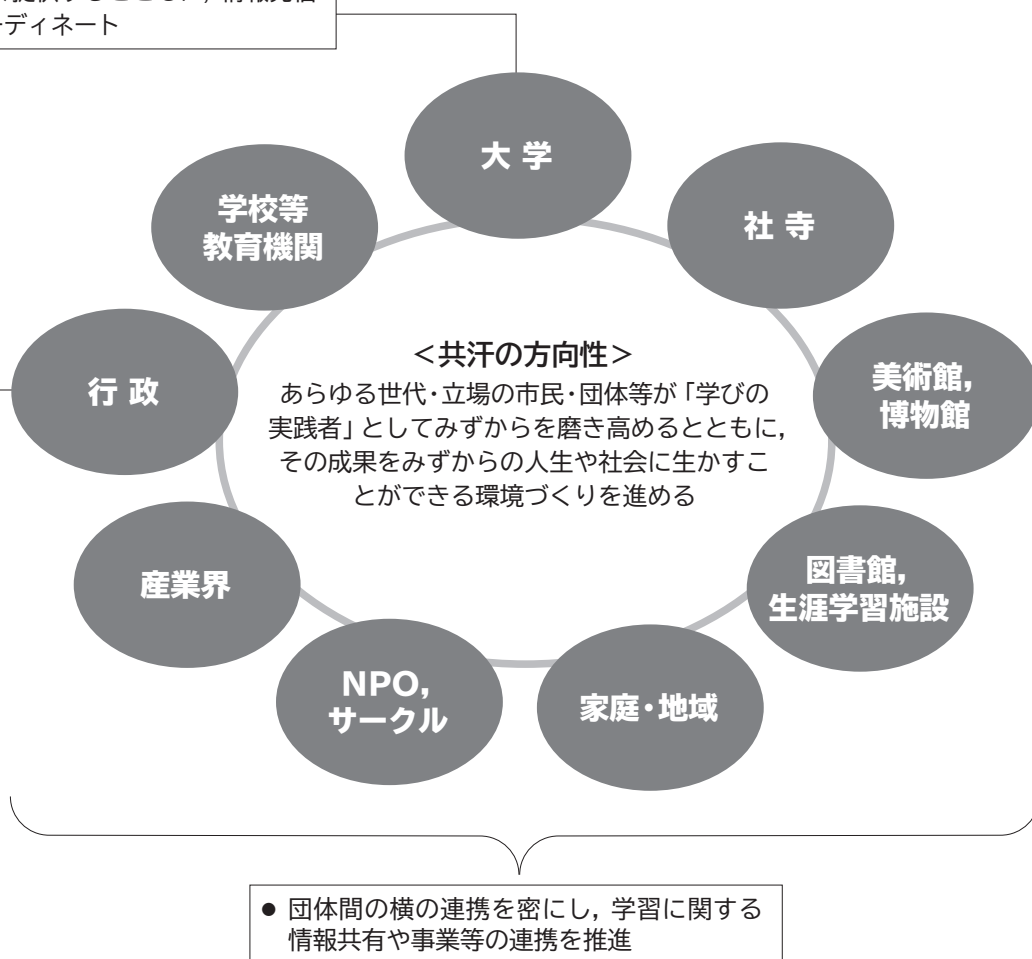 ーディネート
大 学
学校等
教育機関
社 寺
行 政
<共汗の方向性>
あらゆる世代・立場の市民・団体等が「学びの
実践者」としてみずからを磨き高めるとともに,
その成果をみずからの人生や社会に生かすこ
とができる環境づくりを進める
美術館,
博物館
産業界
図書館,
生涯学習施設
NPO,
サークル
家庭・地域
● 団体間の横の連携を密にし, 学習に関する
情報共有や事業等の連携を推進